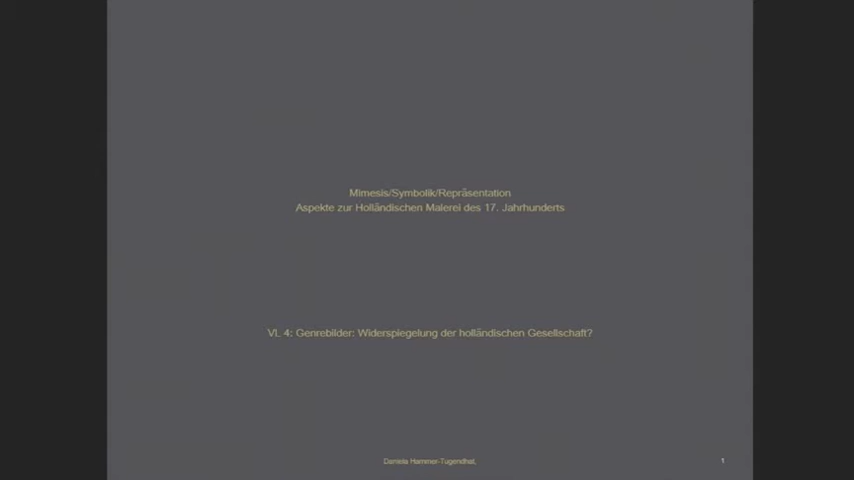 Mimesis/Symbolik/Repräsentation
Aspekte zur Holländischen Malerei des 17. Jahrhunderts
VL 4: Genrebilder: Widerspiegelung der holländischen Gesellschaft?
Daniela Hammer-Tugendhat,
1